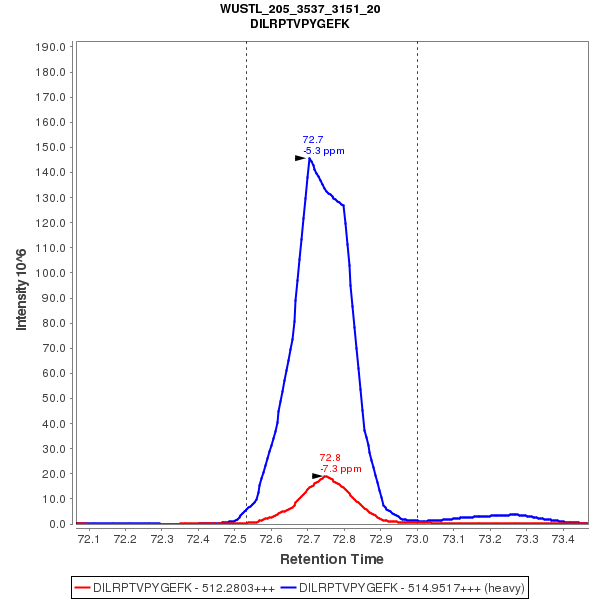 WUSTL_205_3537_3151_20
DILRPTVPYGEFK
190.0
180.0
170.0
160.0
150.0
140.0
130.0
120.0
110.0
100.0
90.0
80.0
70.0
60.0
50.0
40.0
30.0
20.0
10.0
0.0
Intensity 10^6
72.7
-5.3 ppm
72.8
-7.3 ppm
72.1 72.2 72.3 72.4 72.5 72.6 72.7 72.8 72.9 73.0 73.1 73.2 73.3 73.4
Retention Time
DILRPTVPYGEFK - 512.2803+++ DILRPTVPYGEFK - 514.9517+++ (heavy)